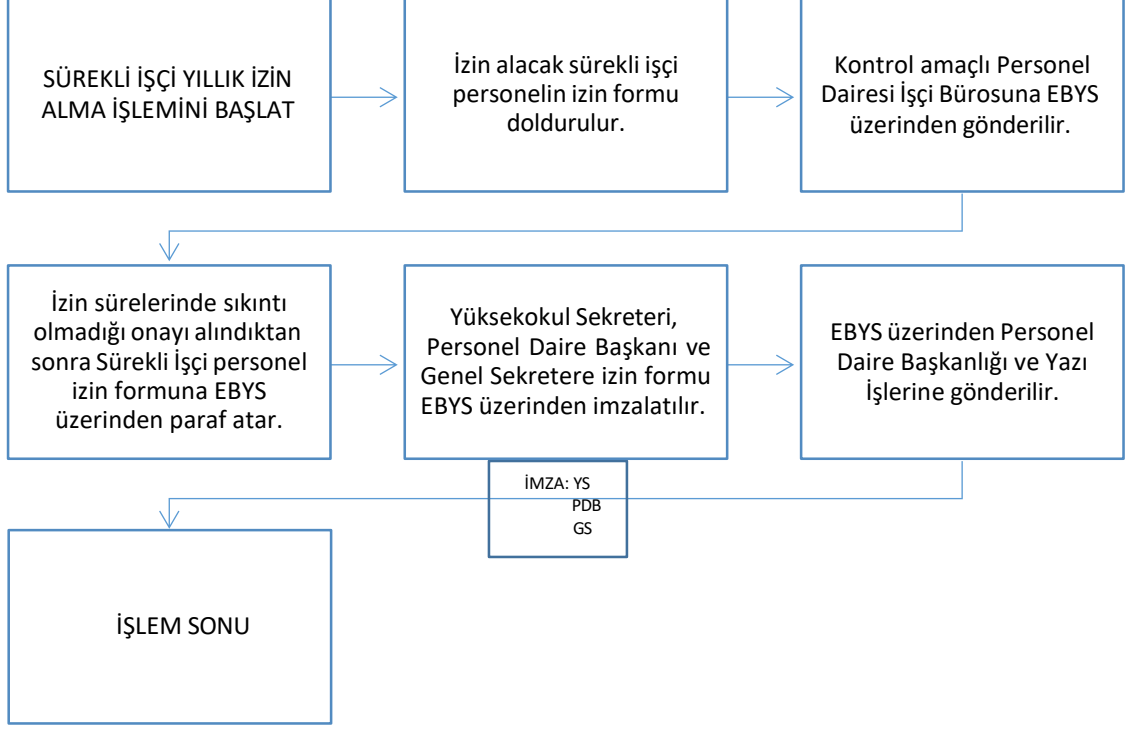 SÜREKLİ İŞÇİ YILLIK İZİN
ALMA İŞLEMİNİ BAŞLAT
İzin alacak sürekli işçi
personelin izin formu
doldurulur.
Kontrol amaçlı Personel
Dairesi İşçi Bürosuna EBYS
üzerinden gönderilir.
İzin sürelerinde sıkıntı
olmadığı onayı alındıktan
sonra Sürekli İşçi personel
izin formuna EBYS
üzerinden paraf atar.
Yüksekokul Sekreteri,
Personel Daire Başkanı ve
Genel Sekretere izin formu
EBYS üzerinden imzalatılır.
EBYS üzerinden Personel
Daire Başkanlığı ve Yazı
İşlerine gönderilir.
İMZA: YS
PDB
GS
İŞLEM SONU